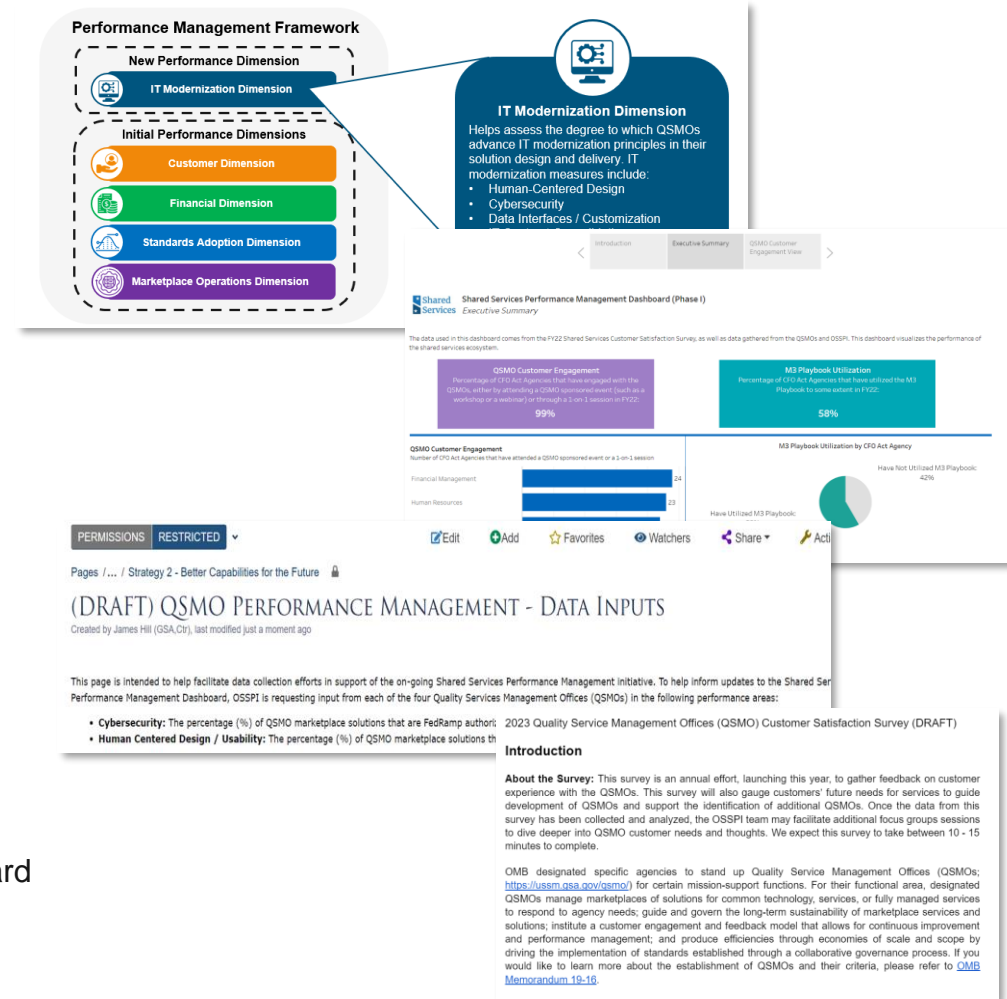 Performance Management Framework
New Performance Dimension
IT Modernization Dimension
Initial Performance Dimensions
Customer Dimension
Financial Dimension
Standards Adoption Dimension
Marketplace Operations Dimension
IT Modernization Dimension
Helps assess the degree to which QSMOs
advance IT modernization principles in their
solution design and delivery. IT
modernization measures include:
• Human-Centered Design
• Cybersecurity
• Data Interfaces / Customization
Introduction
Executive Summary
QSMO Customer
Engagement View
Shared
Services
Shared Services Performance Management Dashboard (Phase I)
Executive Summary
The data used in this dashboard comes from the FY22 Shared Services Customer Satisfaction Survey, as well as data gathered from the QSMOs and OSSPI. This dashboard visualizes the performance of
the shared services ecosystem.
QSMO Customer Engagement
Percentage of CFO Act Agencies that have engaged with the
QSMOs, either by attending a QSMO sponsored event (such as a
workshop or a webinar) or through a 1-on-1 session in FY22:
99%
M3 Playbook Utilization
Percentage of CFO Act Agencies that have utilized the M3
Playbook to some extent in FY22:
58%
QSMO Customer Engagement
Number of CFO Act Agencies that have attended a QSMO sponsored event or a 1-on-1 session
Financial Management
24
Human Resources
23
M3 Playbook Utilization by CFO Act Agency
Have Not Utilized M3 Playbook:
42%
Have Utilized M3 Playbook:
PERMISSIONS RESTRICTED
Edit
Add
Favorites
Watchers
Share
Acti
Pages /... / Strategy 2 - Better Capabilities for the Future
(DRAFT) QSMO Performance Management - Data Inputs
Created by James Hill (GSA,Ctr), last modified just a moment ago
This page is intended to help facilitate data collection efforts in support of the on-going Shared Services Performance Management initiative. To help inform updates to the Shared Ser
Performance Management Dashboard, OSSPI is requesting input from each of the four Quality Services Management Offices (QSMOs) in the following performance areas:
• Cybersecurity: The percentage (%) of QSMO marketplace solutions that are FedRamp authori
• Human Centered Design / Usability: The percentage (%) of QSMO marketplace solutions th
2023 Quality Service Management Offices (QSMO) Customer Satisfaction Survey (DRAFT)
Introduction
About the Survey: This survey is an annual effort, launching this year, to gather feedback on customer
experience with the QSMOs. This survey will also gauge customers' future needs for services to guide
development of QSMOs and support the identification of additional QSMOs. Once the data from this
survey has been collected and analyzed, the OSSPI team may facilitate additional focus groups sessions
to dive deeper into QSMO customer needs and thoughts. We expect this survey to take between 10 - 15
minutes to complete.
OMB designated specific agencies to stand up Quality Service Management Offices (QSMOs;
https://ussm.gsa.gov/qsmo/) for certain mission-support functions. For their functional area, designated
QSMOs manage marketplaces of solutions for common technology, services, or fully managed services
to respond to agency needs; guide and govern the long-term sustainability of marketplace services and
solutions; institute a customer engagement and feedback model that allows for continuous improvement
and performance management; and produce efficiencies through economies of scale and scope by
driving the implementation of standards established through a collaborative governance process. If you
would like to learn more about the establishment of QSMOs and their criteria, please refer to OMB
Memorandum 19-16.
ard